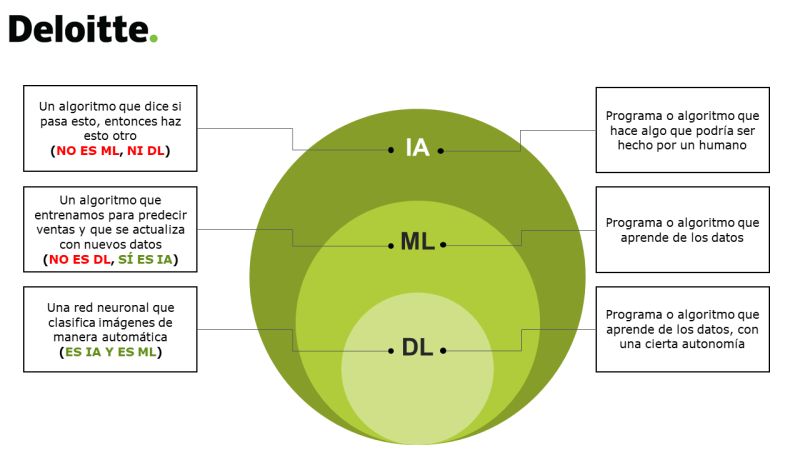 Deloitte.
Un algoritmo que dice si
pasa esto, entonces haz
esto otro
(NO ES ML, NI DL)
IA
Programa o algoritmo que
hace algo que podría ser
hecho por un humano
Un algoritmo que
entrenamos para predecir
ventas y que se actualiza
con nuevos datos
(NO ES DL, SÍ ES IA)
ML
Programa o algoritmo que
aprende de los datos
Una red neuronal que
clasifica imágenes de
manera automática
(ES IA Y ES ML)
DL
Programa o algoritmo que
aprende de los datos, con
una cierta autonomía